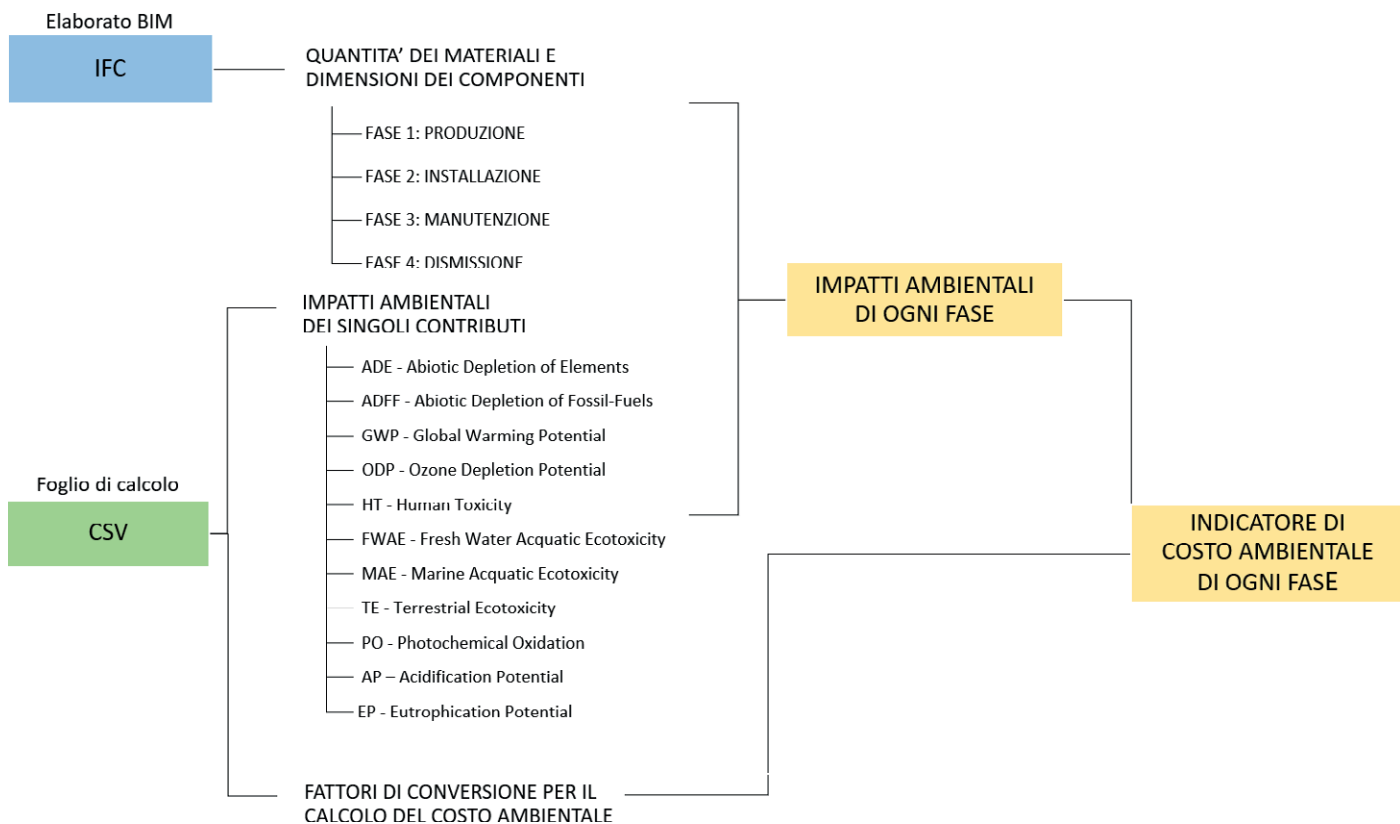 Elaborato BIM
IFC
QUANTITA’ DEI MATERIALI E
DIMENSIONI DEI COMPONENTI
FASE 1: PRODUZIONE
FASE 2: INSTALLAZIONE
FASE 3: MANUTENZIONE
FASE 4: DISMISSIONE
IMPATTI AMBIENTALI
DEI SINGOLI CONTRIBUTI
ADE - Abiotic Depletion of Elements
ADFF - Abiotic Depletion of Fossil-Fuels
GWP - Global Warming Potential
ODP - Ozone Depletion Potential
HT - Human Toxicity
FWAE - Fresh Water Acquatic Ecotoxicity
MAE - Marine Acquatic Ecotoxicity
TE - Terrestrial Ecotoxicity
PO - Photochemical Oxidation
AP – Acidification Potential
EP - Eutrophication Potential
Foglio di calcolo
CSV
FATTORI DI CONVERSIONE PER IL
CALCOLO DEL COSTO AMBIENTALE
IMPATTI AMBIENTALI
DI OGNI FASE
INDICATORE DI
COSTO AMBIENTALE
DI OGNI FASE